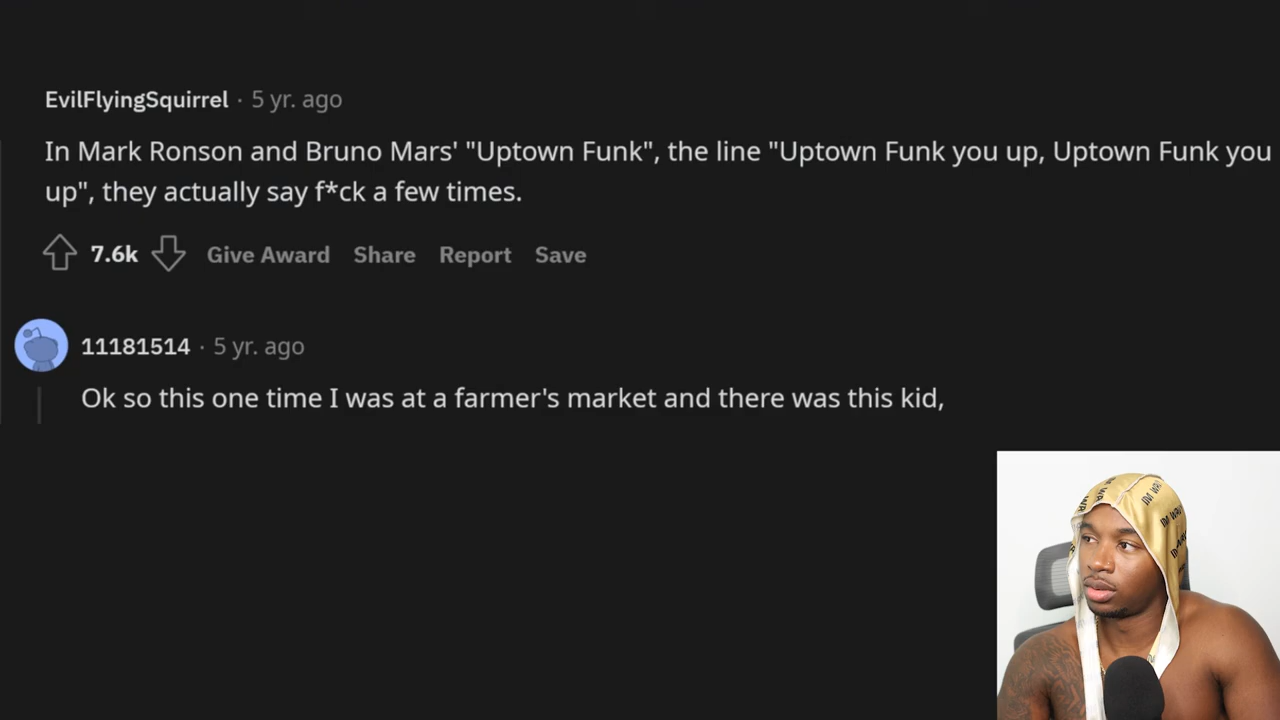 EvilFlyingSquirrel · 5 yr. ago
In Mark Ronson and Bruno Mars' "Uptown Funk", the line "Uptown Funk you up, Uptown Funk you
up", they actually say f*ck a few times.
7.6k Give Award Share Report Save
11181514 · 5 yr. ago
Ok so this one time I was at a farmer's market and there was this kid,